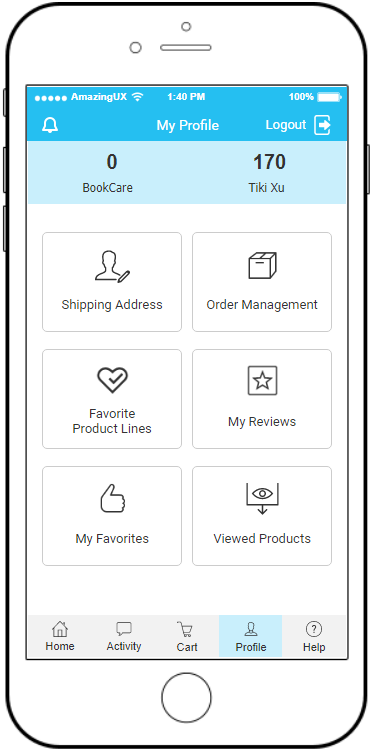 AmazingUX 1:40 PM 100%
My Profile Logout
0 170
BookCare Tiki Xu
Shipping Address Order Management
Favorite
Product Lines
My Reviews
My Favorites Viewed Products
Home Activity Cart Profile Help